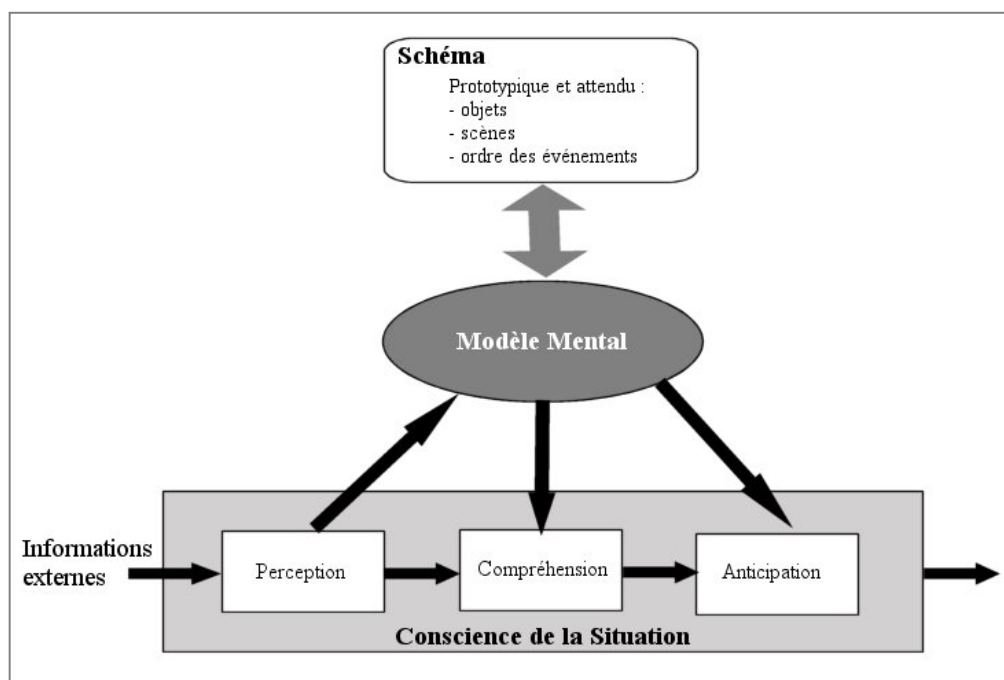 Schéma
Prototypique et attendu :
- objets
- scènes
- ordre des événements
Modèle Mental
Informations
externes
Perception
Compréhension
Anticipation
Conscience de la Situation